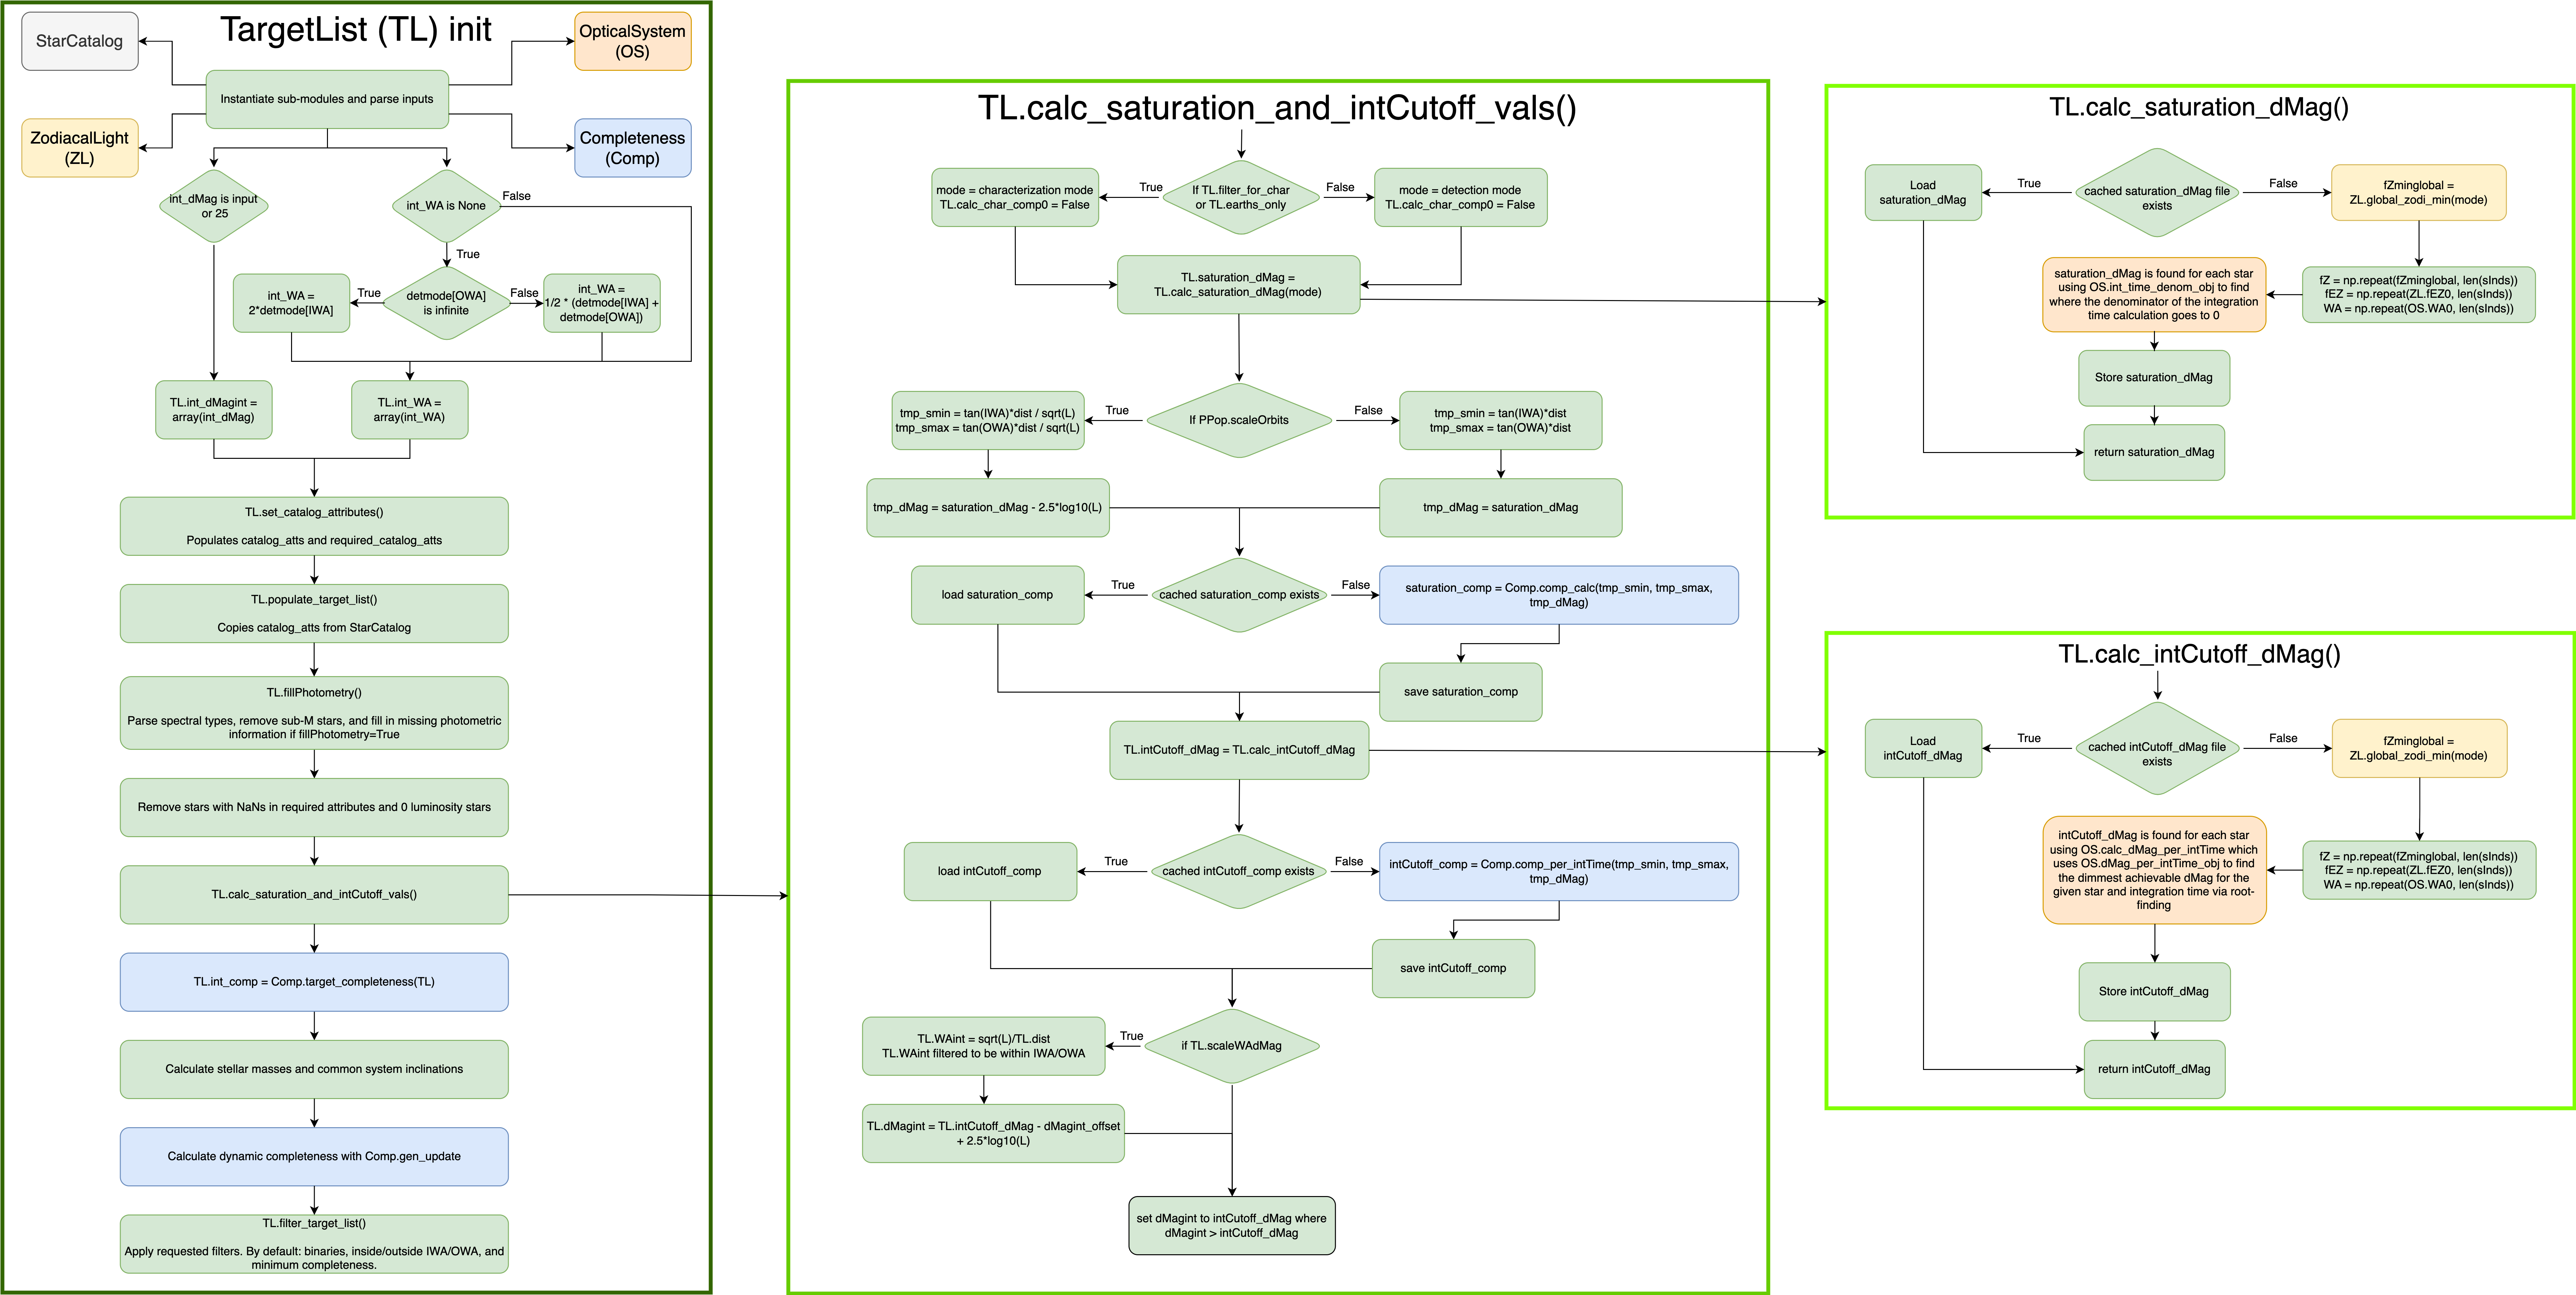 TargetList (TL) init
StarCatalog
OpticalSystem
(OS)
Instantiate sub-modules and parse inputs
ZodiacalLight
(ZL)
Completeness
(Comp)
int_dMag is input
or 25
int_WA is None
False
True
int_WA =
2*detmode[IWA]
True
detmode[OWA]
is infinite
False
int_WA =
1/2 * (detmode[IWA] +
detmode[OWA])
TL.int_dMagint =
array(int_dMag)
TL.int_WA =
array(int_WA)
TL.set_catalog_attributes()
Populates catalog_atts and required_catalog_atts
TL.populate_target_list()
Copies catalog_atts from StarCatalog
TL.fillPhotometry()
Parse spectral types, remove sub-M stars, and fill in missing photometric
information if fillPhotometry=True
Remove stars with NaNs in required attributes and 0 luminosity stars
TL.calc_saturation_and_intCutoff_vals()
TL.int_comp = Comp.target_completeness(TL)
Calculate stellar masses and common system inclinations
Calculate dynamic completeness with Comp.gen_update
TL.filter_target_list()
Apply requested filters. By default: binaries, inside/outside IWA/OWA, and
minimum completeness.
TL.calc_saturation_and_intCutoff_vals()
mode = characterization mode
TL.calc_char_comp0 = False
True
If TL.filter_for_char
or TL.earths_only
False
mode = detection mode
TL.calc_char_comp0 = False
TL.saturation_dMag =
TL.calc_saturation_dMag(mode)
tmp_smin = tan(IWA)*dist / sqrt(L)
tmp_smax = tan(OWA)*dist / sqrt(L)
True
If PPop.scaleOrbits
False
tmp_smin = tan(IWA)*dist
tmp_smax = tan(OWA)*dist
tmp_dMag = saturation_dMag - 2.5*log10(L)
tmp_dMag = saturation_dMag
load saturation_comp
True
cached saturation_comp exists
False
saturation_comp = Comp.comp_calc(tmp_smin, tmp_smax,
tmp_dMag)
save saturation_comp
TL.intCutoff_dMag = TL.calc_intCutoff_dMag
load intCutoff_comp
True
cached intCutoff_comp exists
False
intCutoff_comp = Comp.comp_per_intTime(tmp_smin, tmp_smax,
tmp_dMag)
save intCutoff_comp
TL.WAint = sqrt(L)/TL.dist
TL.WAint filtered to be within IWA/OWA
True
if TL.scaleWAdMag
TL.dMagint = TL.intCutoff_dMag - dMagint_offset
+ 2.5*log10(L)
set dMagint to intCutoff_dMag where
dMagint > intCutoff_dMag
TL.calc_saturation_dMag()
Load
saturation_dMag
True
cached saturation_dMag file
exists
False
fZminglobal =
ZL.global_zodi_min(mode)
saturation_dMag is found for each star
using OS.int_time_denom_obj to find
where the denominator of the integration
time calculation goes to 0
fZ = np.repeat(fZminglobal, len(sInds))
fEZ = np.repeat(ZL.fEZ0, len(sInds))
WA = np.repeat(OS.WA0, len(sInds))
Store saturation_dMag
return saturation_dMag
TL.calc_intCutoff_dMag()
Load
intCutoff_dMag
True
cached intCutoff_dMag file
exists
False
fZminglobal =
ZL.global_zodi_min(mode)
intCutoff_dMag is found for each star
using OS.calc_dMag_per_intTime which
uses OS.dMag_per_intTime_obj to find
the dimmest achievable dMag for the
given star and integration time via root-
finding
fZ = np.repeat(fZminglobal, len(sInds))
fEZ = np.repeat(ZL.fEZ0, len(sInds))
WA = np.repeat(OS.WA0, len(sInds))
Store intCutoff_dMag
return intCutoff_dMag